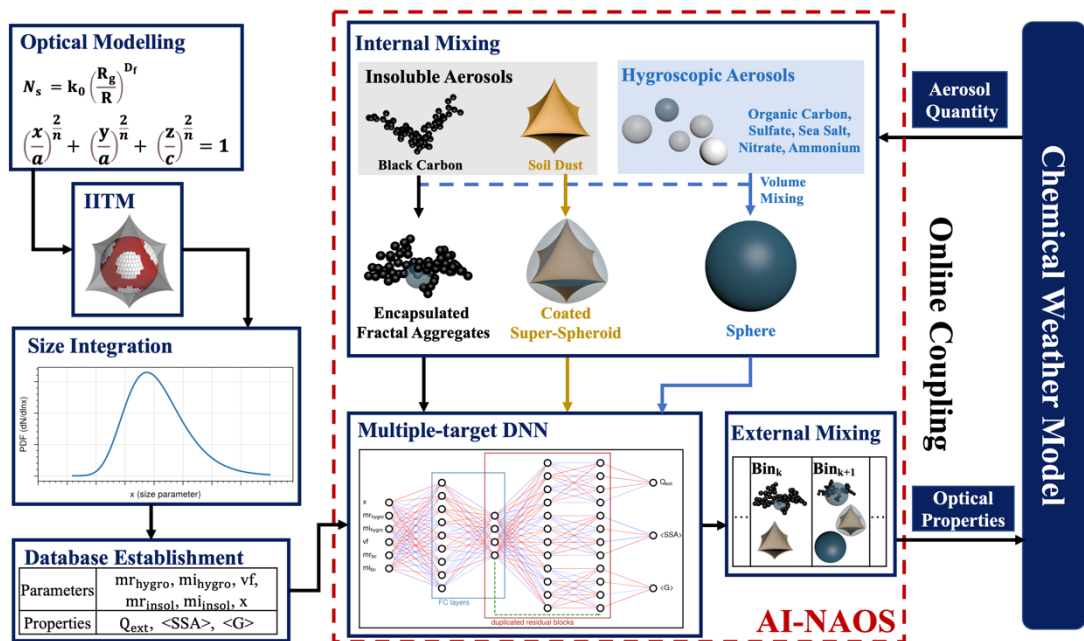 Optical Modelling
Nₛ = k₀ (R_g/R)^D_f
(x/a)^(2/n) + (y/a)^(2/n) + (z/c)^(2/n) = 1
IITM
Size Integration
PDF (dN/dlnx)
x (size parameter)
Database Establishment
Parameters
mr_hygro, mi_hygro, vf,
mr_insol, mi_insol, x
Properties
Q_ext, <SSA>, <G>
Internal Mixing
Insoluble Aerosols
Black Carbon
Soil Dust
Hygroscopic Aerosols
Organic Carbon,
Sulfate, Sea Salt,
Nitrate, Ammonium
Volume
Mixing
Encapsulated
Fractal Aggregates
Coated
Super-Spheroid
Sphere
Multiple-target DNN
x
mr_hygro
mi_hygro
vf
mr_bc
mi_bc
FC layers
duplicated residual blocks
Q_ext
<SSA>
<G>
External Mixing
Bin_k
Bin_k+1
...
...
AI-NAOS
Online Coupling
Aerosol
Quantity
Optical
Properties
Chemical Weather Model